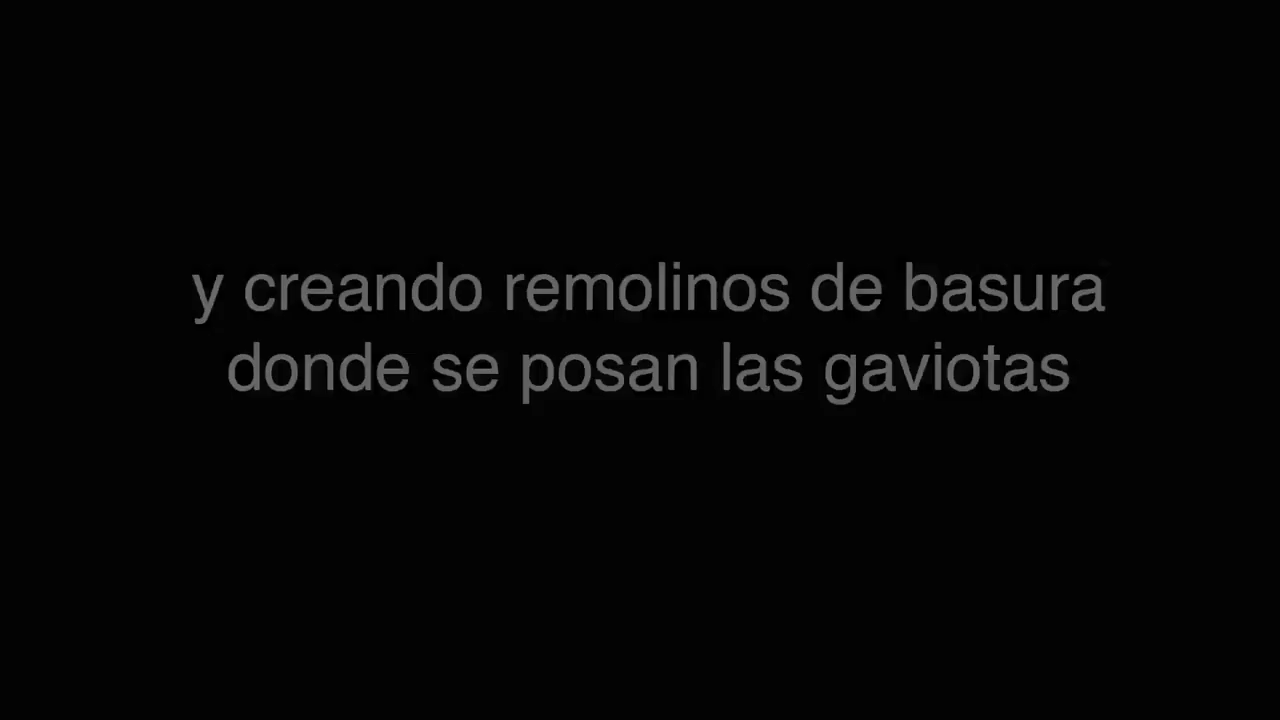 y creando remolinos de basura
donde se posan las gaviotas